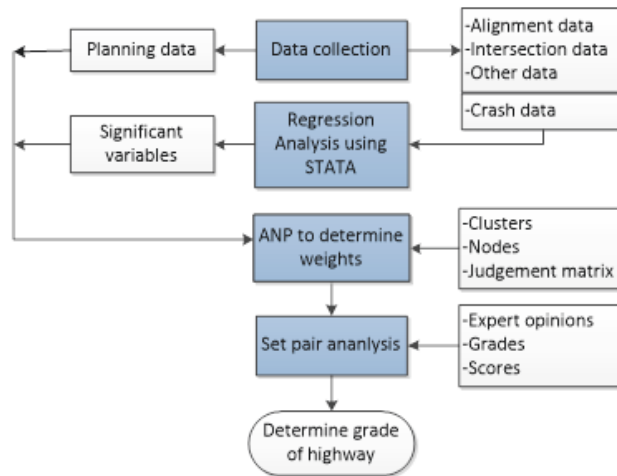 Planning data
Data collection
-Alignment data
-Intersection data
-Other data
-Crash data
Significant
variables
Regression
Analysis using
STATA
ANP to determine
weights
-Clusters
-Nodes
-Judgement matrix
Set pair ananlysis
-Expert opinions
-Grades
-Scores
Determine grade
of highway